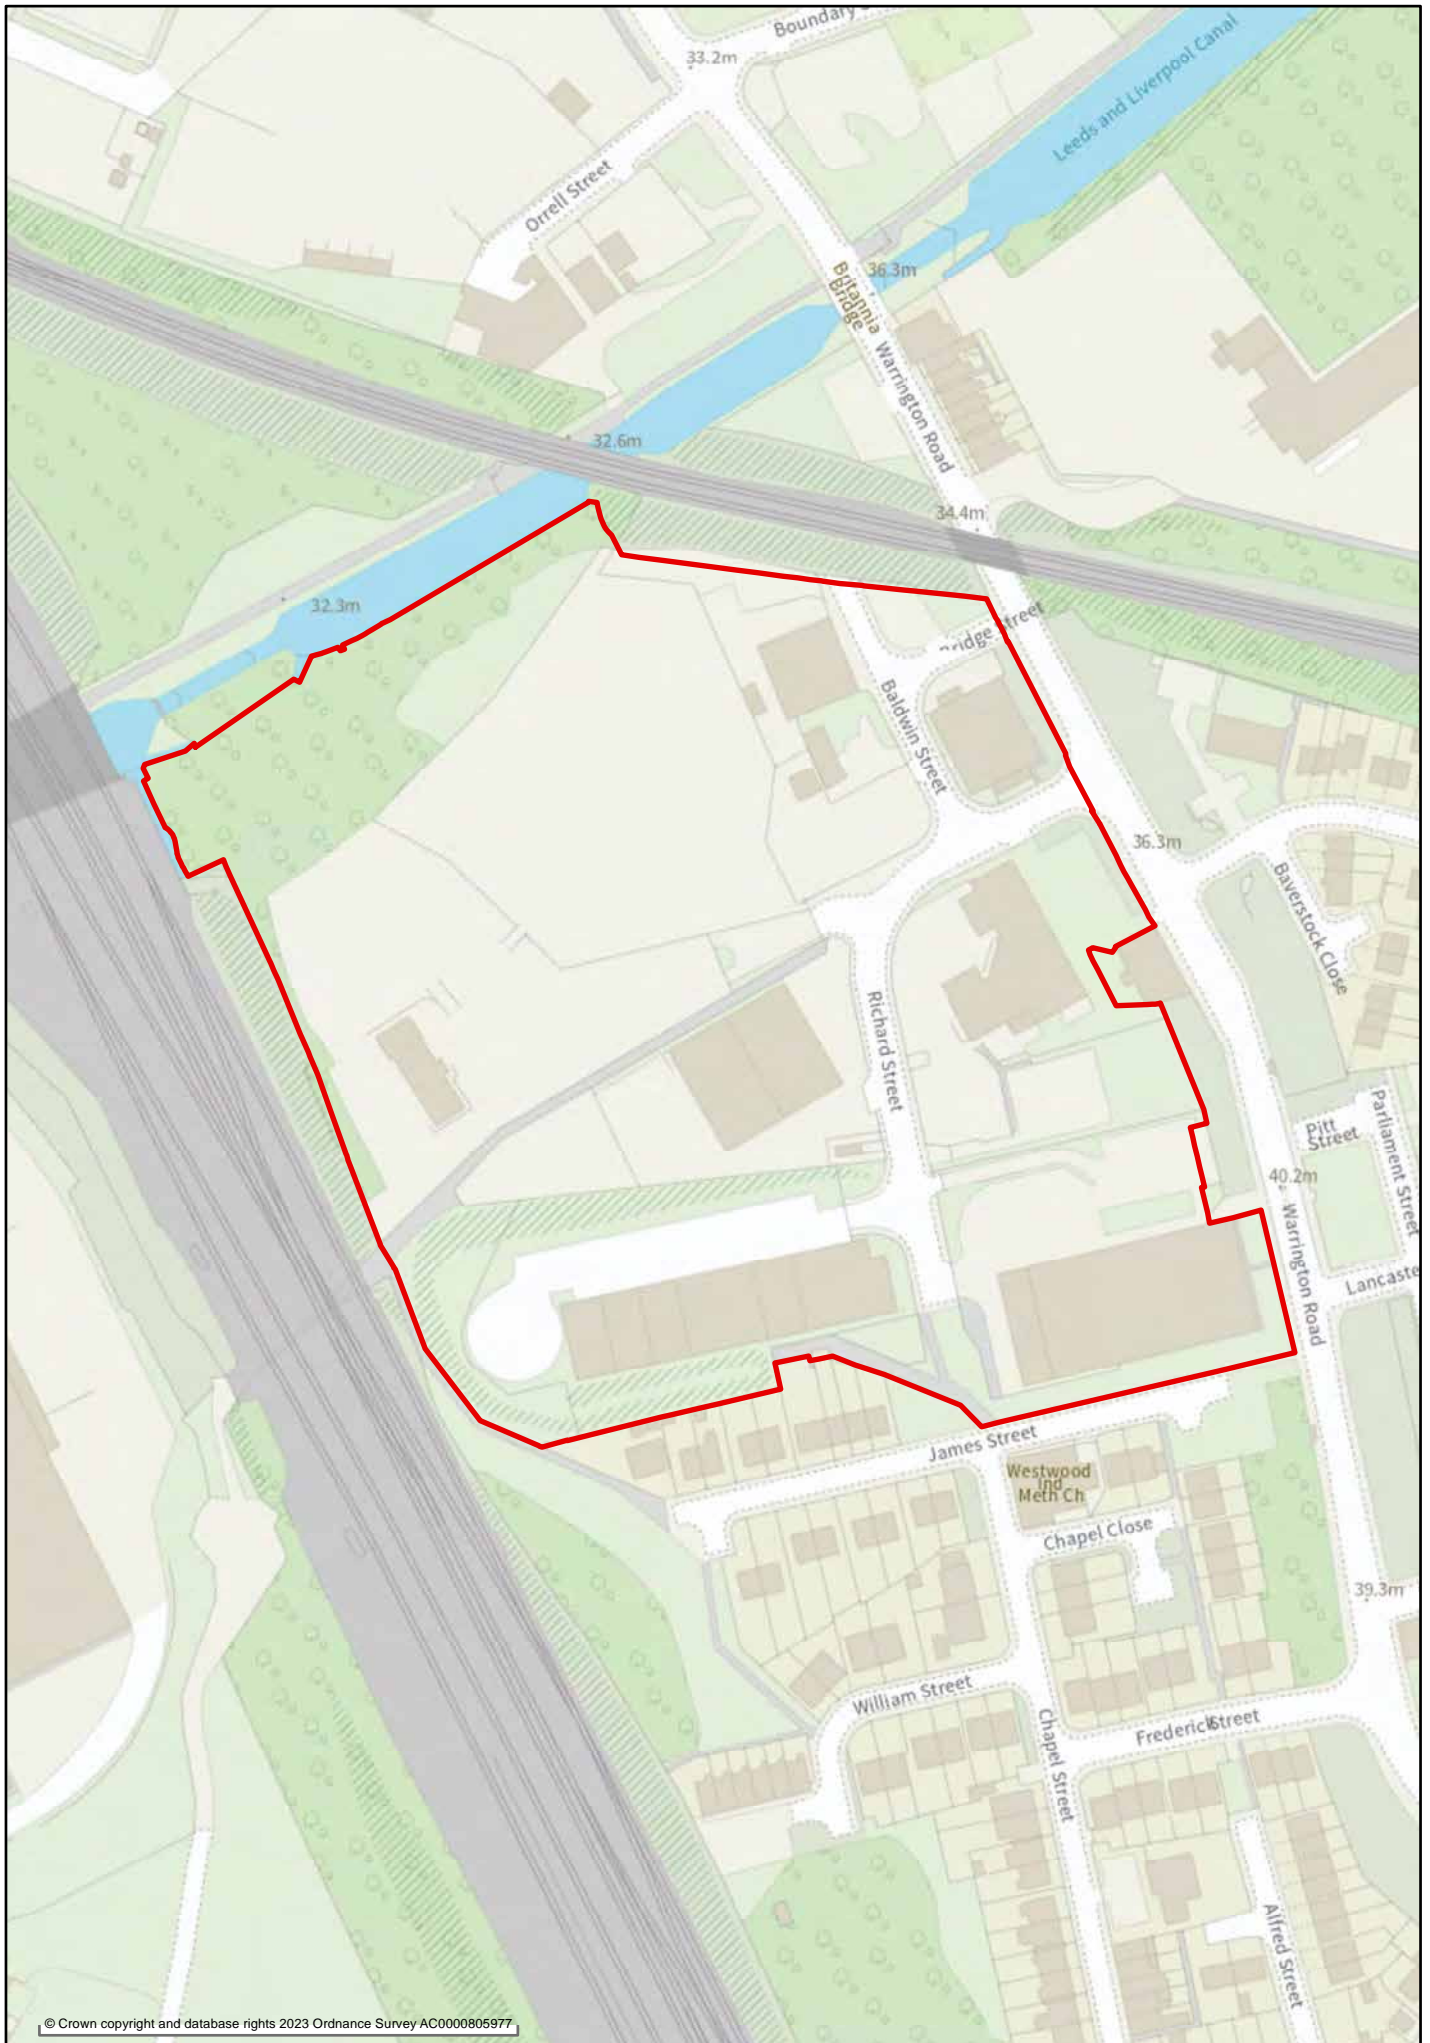 Boundary
33.2m
Leeds and Liverpool Canal
Orrell Street
36.3m
Britannia
Bridge
Warrington Road
32.6m
34.4m
32.3m
Bridge Street
Baldwin Street
36.3m
Baverstock Close
Richard Street
Parliament Street
Pitt
Street
40.2m
Warrington Road
Lancaste
James Street
Westwood
Ind
Meth Ch
Chapel Close
39.3m
William Street
Chapel Street
Frederick Street
Alfred Street
© Crown copyright and database rights 2023 Ordnance Survey AC0000805977